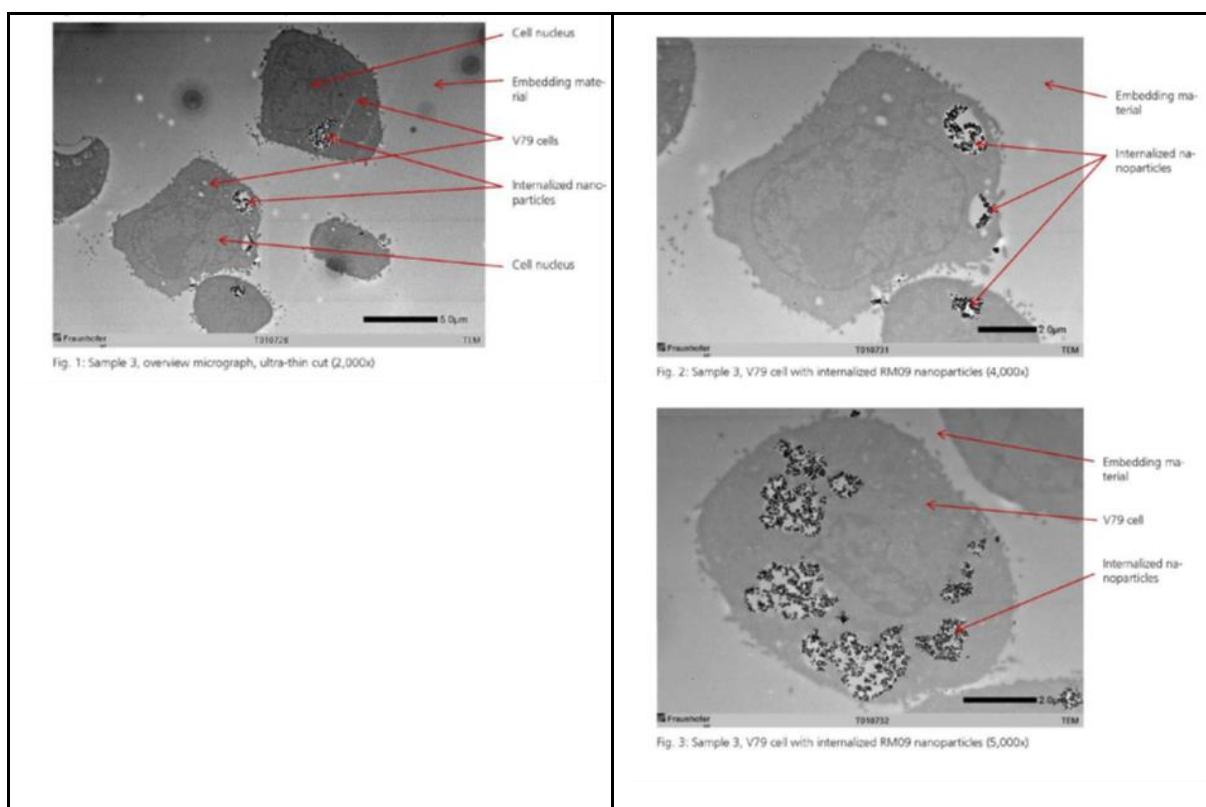 Cell nucleus
Embedding mate-
rial
V79 cells
Internalized nano-
particles
Cell nucleus
5.0µm
Fraunhofer
T010726
TEM
Fig. 1: Sample 3, overview micrograph, ultra-thin cut (2,000x)
Embedding ma-
terial
Internalized na-
noparticles
2.0µm
Fraunhofer
T010731
TEM
Fig. 2: Sample 3, V79 cell with internalized RM09 nanoparticles (4,000x)
Embedding ma-
terial
V79 cell
Internalized na-
noparticles
2.0µ
Fraunhofer
T010732
TEM
Fig. 3: Sample 3, V79 cell with internalized RM09 nanoparticles (5,000x)